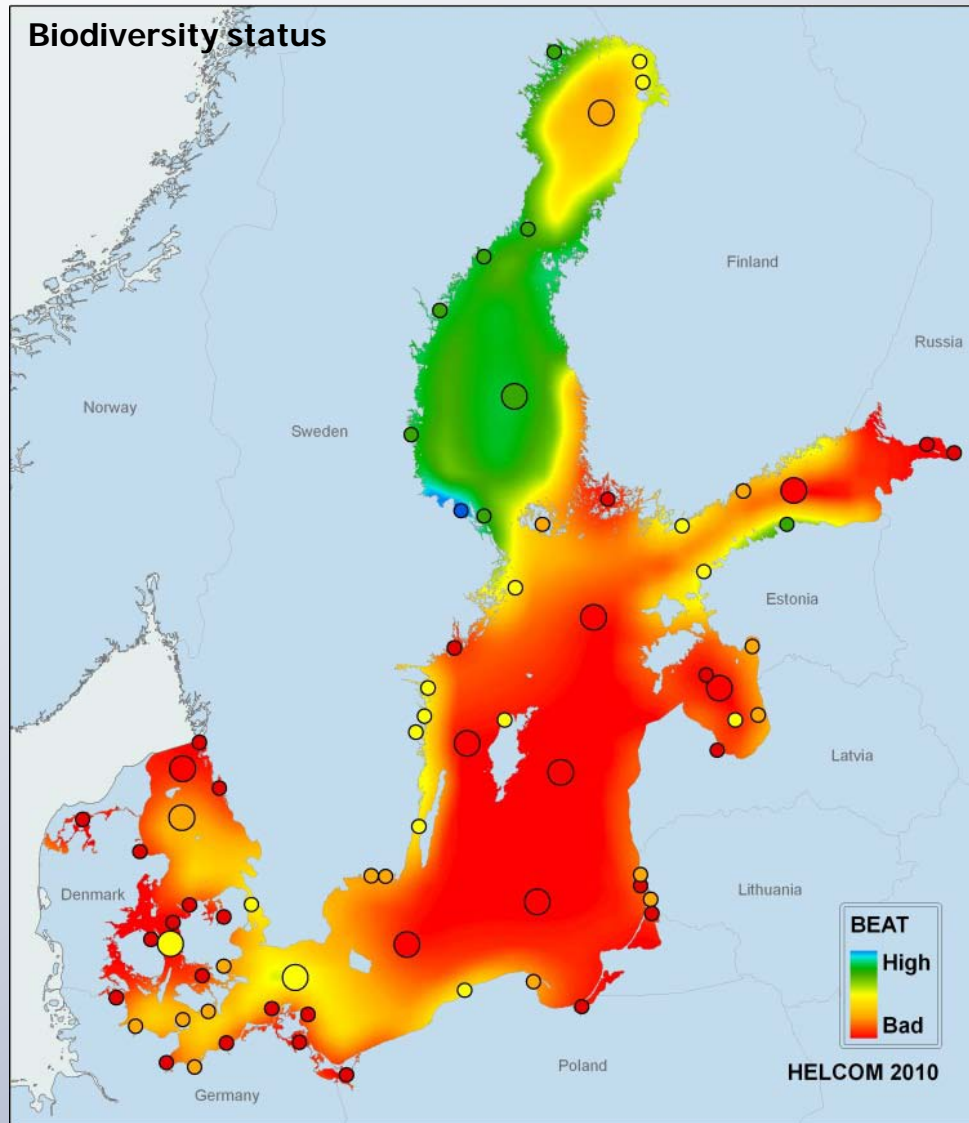 Biodiversity status
Finland
Russia
Norway
Sweden
Estonia
Latvia
Denmark
Lithuania
BEAT
High
Bad
Poland
HELCOM 2010
Germany